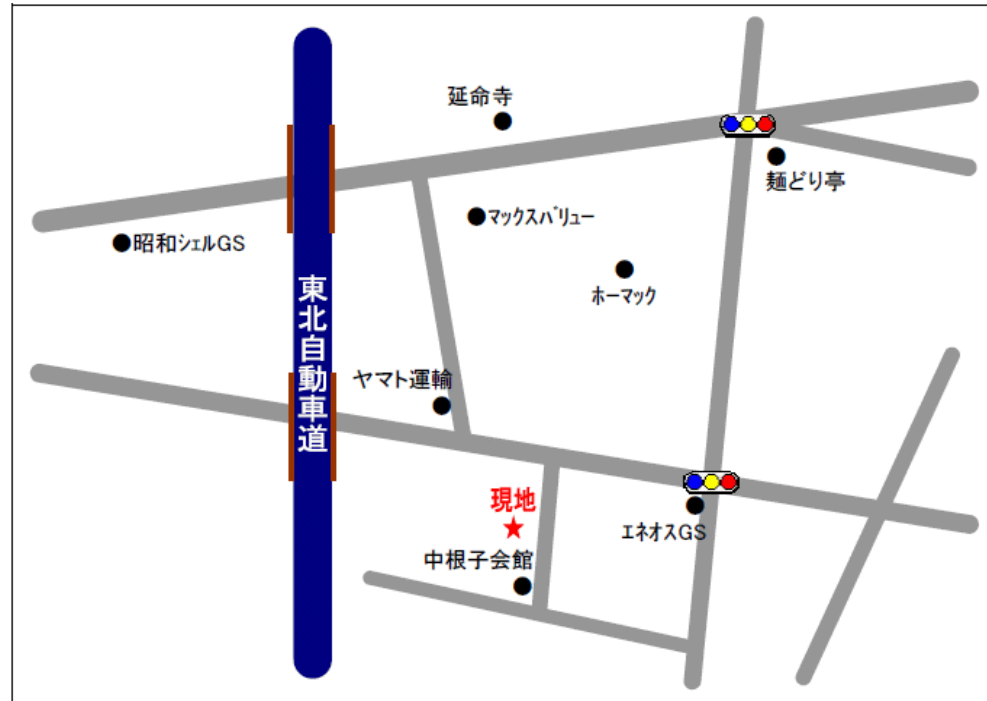 延命寺
麺どり亭
マックスバリュー
昭和シェルGS
ホーマック
東北自動車道
ヤマト運輸
現地
エネオスGS
中根子会館